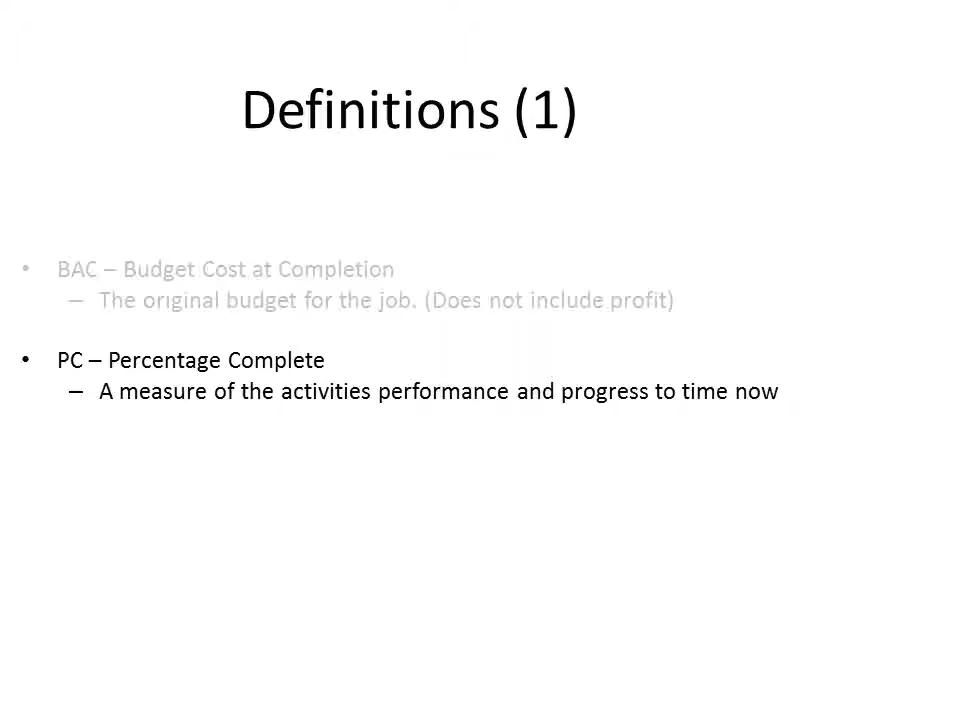 Definitions (1)
• BAC – Budget Cost at Completion
– The original budget for the job. (Does not include profit)
• PC – Percentage Complete
– A measure of the activities performance and progress to time now